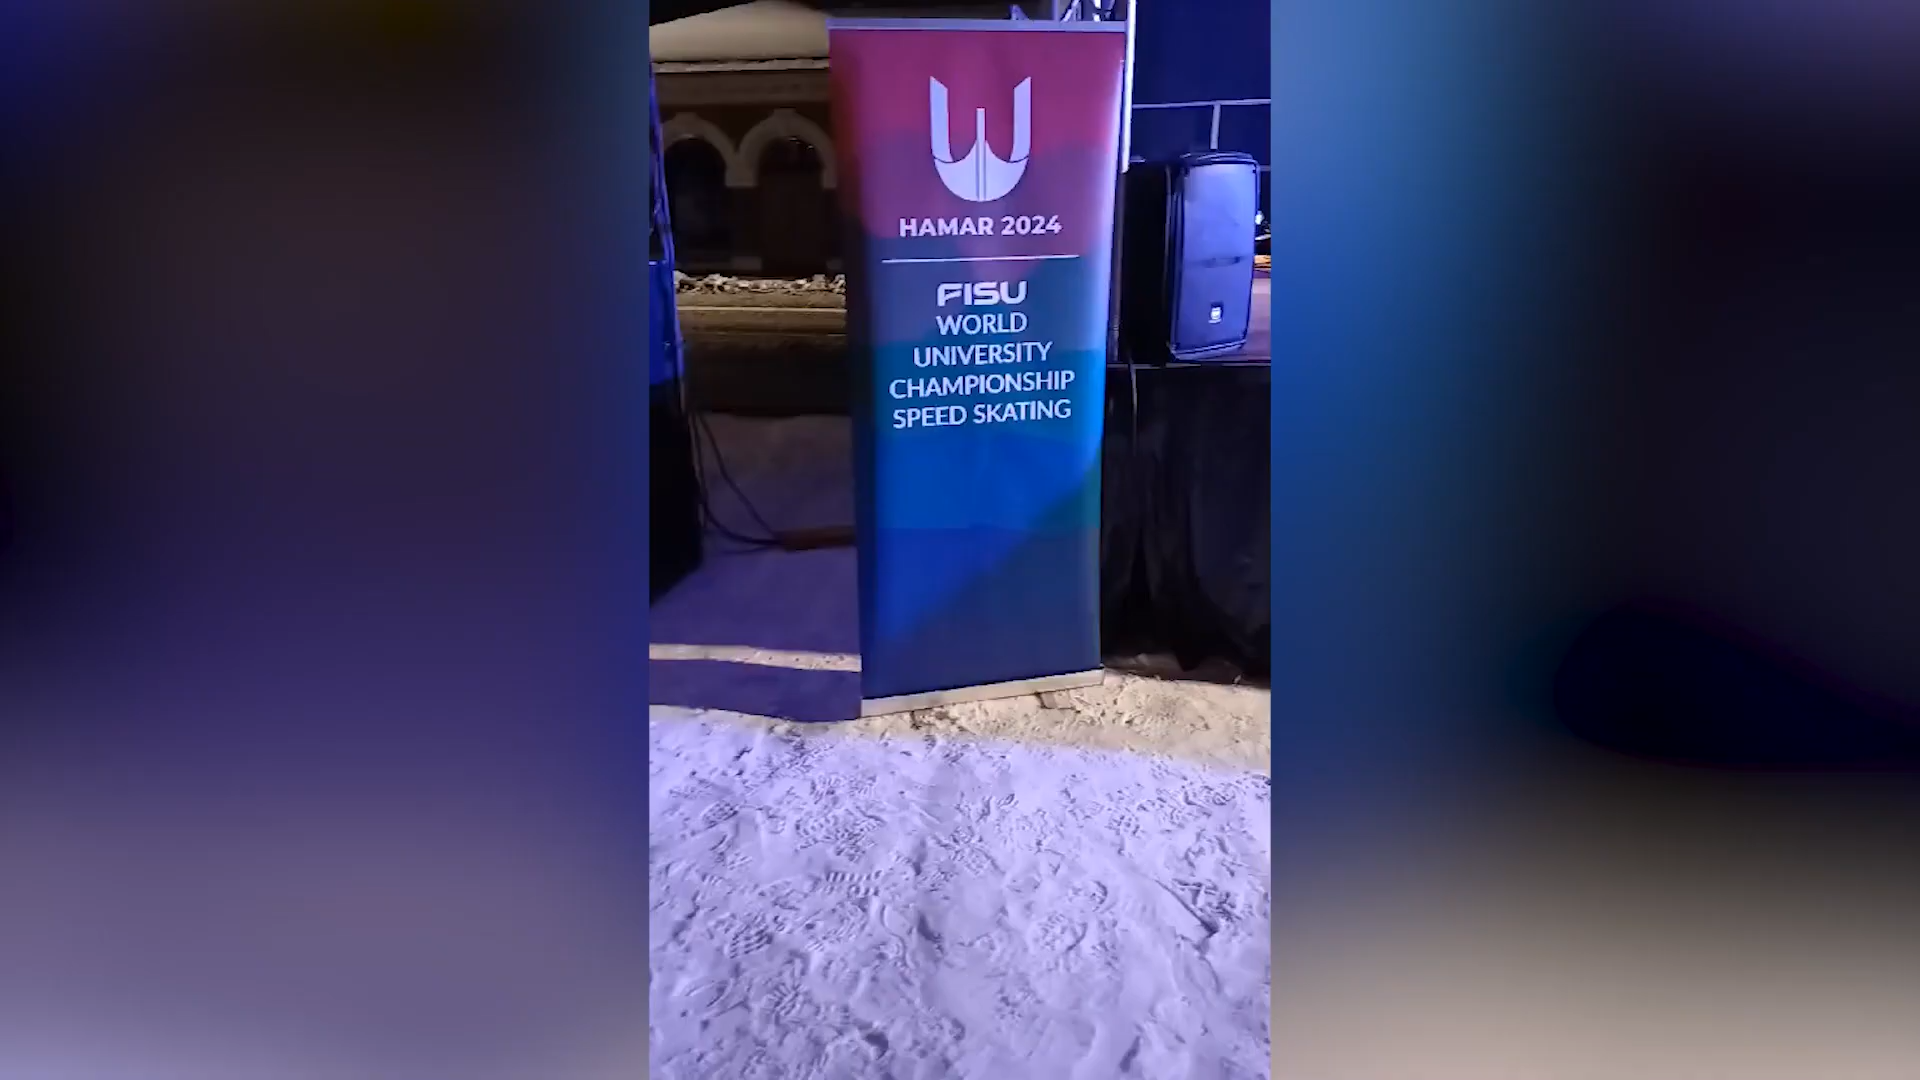 HAMAR 2024
FISU
WORLD
UNIVERSITY
CHAMPIONSHIP
SPEED SKATING